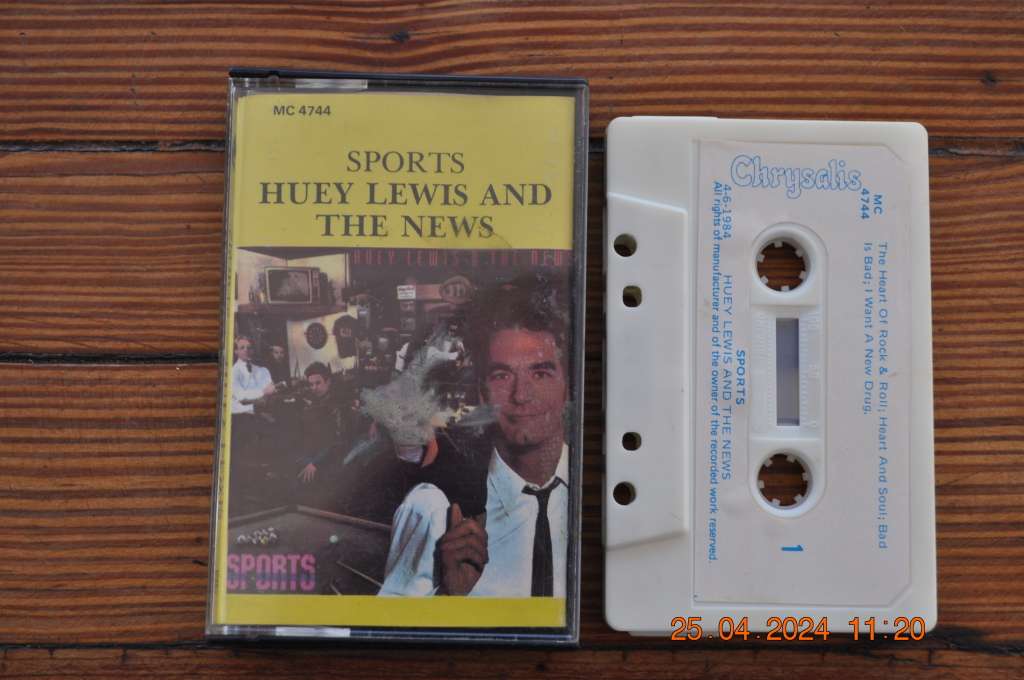 MC 4744
SPORTS
HUEY LEWIS AND
THE NEWS
HUEY LEWIS & THE NEWS
SPORTS
Chrysalis
MC
4744
The Heart Of Rock & Roll; Heart And Soul; Bad
Is Bad; I Want A New Drug.
1
SPORTS
4-6-1984 HUEY LEWIS AND THE NEWS
All rights of manufacturer and of the owner of the recorded work reserved.
25.04.2024 11:20